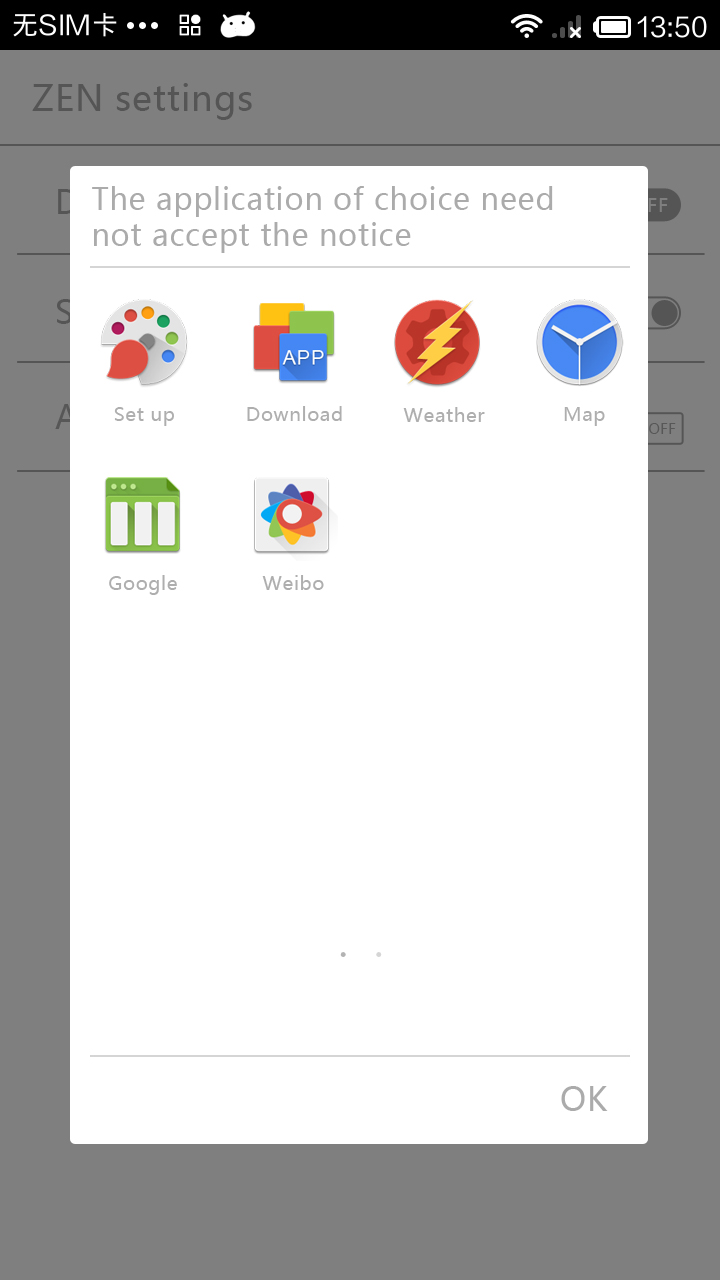 无SIM卡
13:50
ZEN settings
The application of choice need
not accept the notice
APP
Set up
Download
Weather
Map
OFF
Google
Weibo
OK